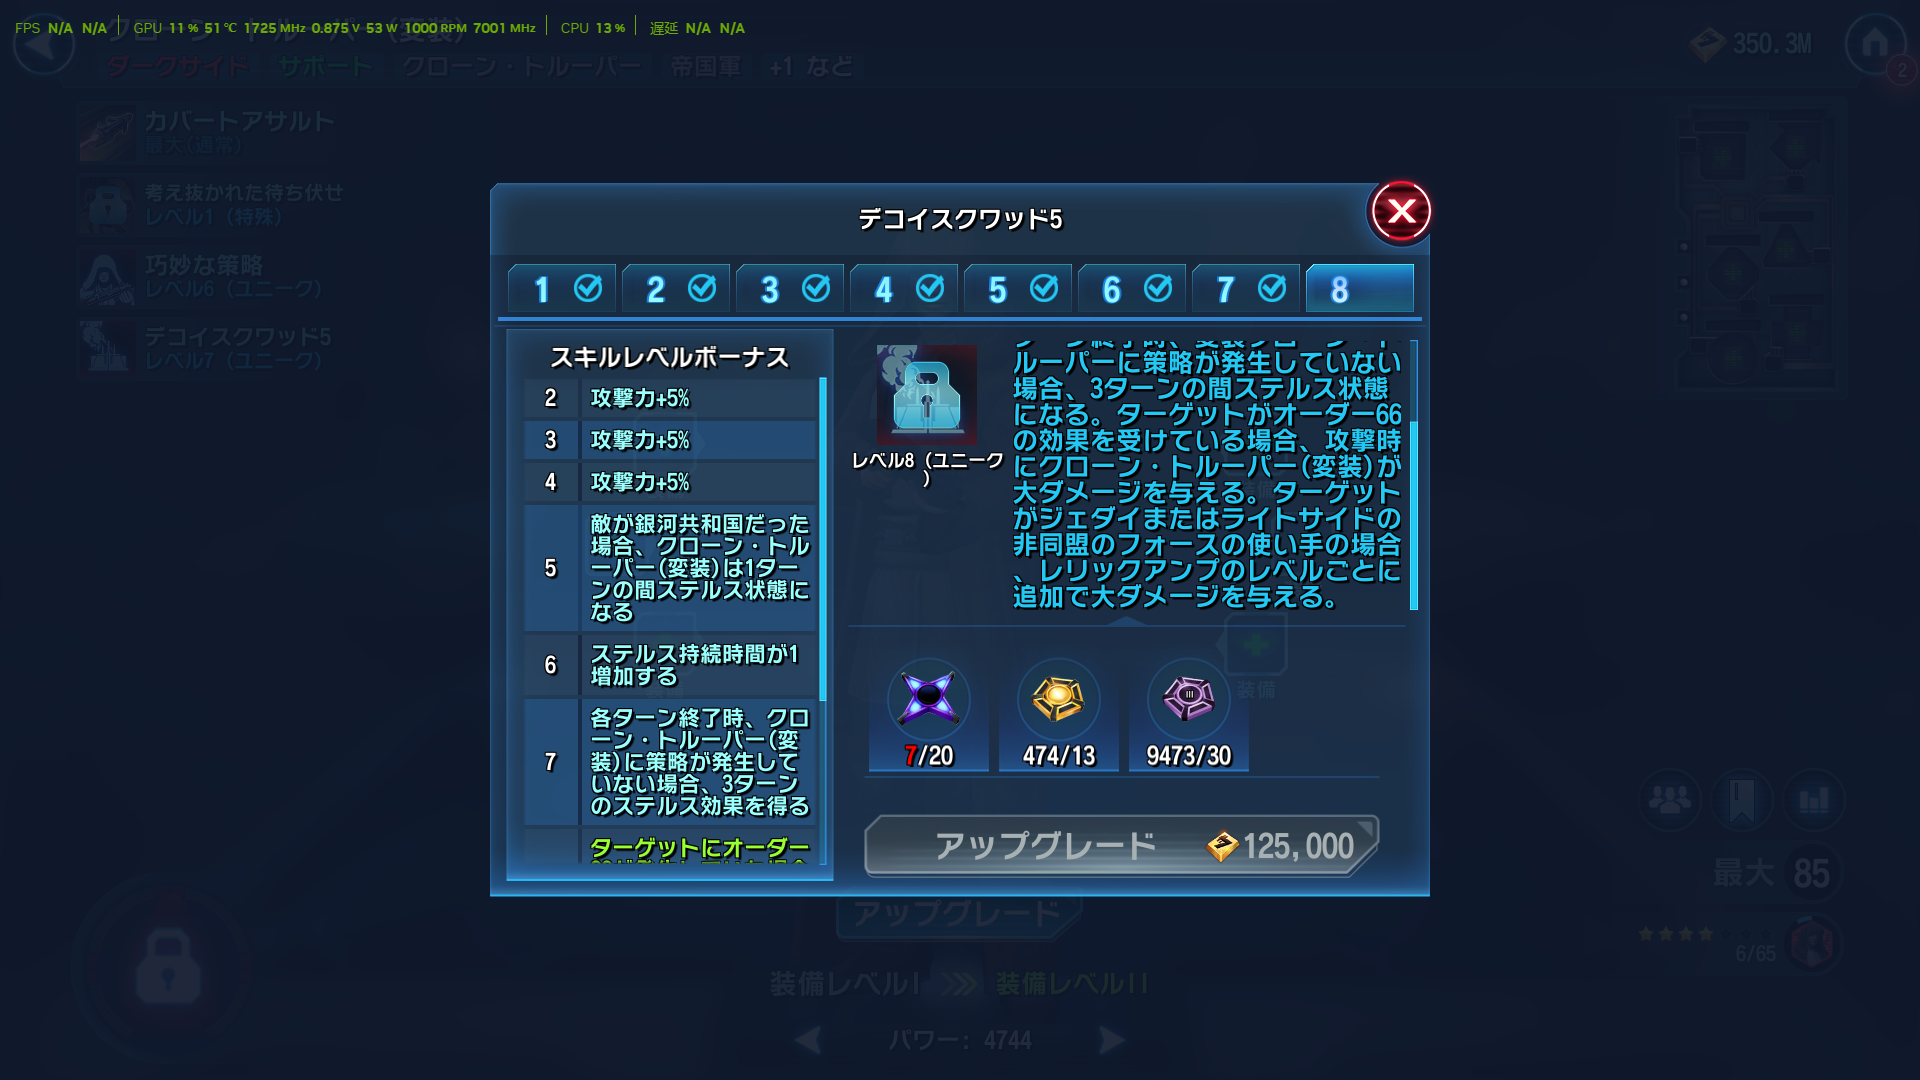 FPS N/A N/A GPU 11 % 51 ℃ 1725 MHz 0.875 V 53 W 1000 RPM 7001 MHz CPU 13 % 遅延 N/A N/A
クローン・トルーパー(変装)
ダークサイド サポート クローン・トルーパー 帝国軍 +1 など
350.3M
2
カバートアサルト
最大(通常)
考え抜かれた待ち伏せ
レベル1（特殊）
巧妙な策略
レベル6（ユニーク）
デコイスクワッド5
レベル7（ユニーク）
デコイスクワッド5
1 2 3 4 5 6 7 8
スキルレベルボーナス
2 攻撃力+5%
3 攻撃力+5%
4 攻撃力+5%
5 敵が銀河共和国だった
場合、クローン・トル
ーパー(変装)は1ター
ンの間ステルス状態に
なる
6 ステルス持続時間が1
増加する
7 各ターン終了時、クロ
ーン・トルーパー(変
装)に策略が発生して
いない場合、3ターン
のステルス効果を得る
ターゲットにオーダー
レベル8（ユニーク
）
ルーパーに策略が発生していない
場合、3ターンの間ステルス状態
になる。ターゲットがオーダー66
の効果を受けている場合、攻撃時
にクローン・トルーパー(変装)が
大ダメージを与える。ターゲット
がジェダイまたはライトサイドの
非同盟のフォースの使い手の場合
、レリックアンプのレベルごとに
追加で大ダメージを与える。
装備
7/20 474/13 9473/30
アップグレード 125,000
アップグレード
最大 85
6/65
装備レベルI 装備レベルII
パワー: 4744